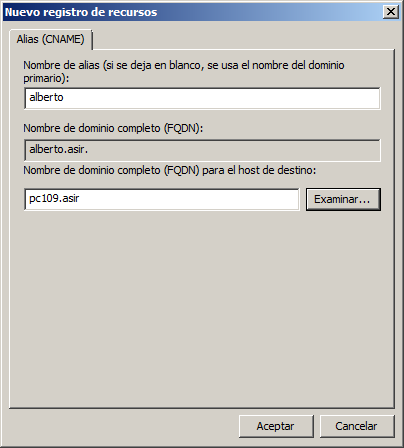 Nuevo registro de recursos
Alias (CNAME)
Nombre de alias (si se deja en blanco, se usa el nombre del dominio
primario):
alberto
Nombre de dominio completo (FQDN):
alberto.asir.
Nombre de dominio completo (FQDN) para el host de destino:
pc109.asir
Examinar...
Aceptar
Cancelar